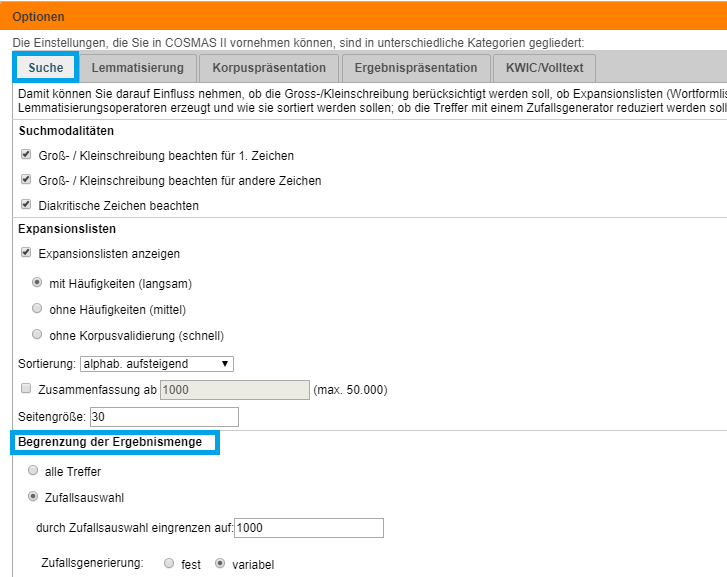 Optionen
Die Einstellungen, die Sie in COSMAS II vornehmen können, sind in unterschiedliche Kategorien gegliedert:
Suche Lemmatisierung Korpuspräsentation Ergebnispräsentation KWIC/Volltext
Damit können Sie darauf Einfluss nehmen, ob die Gross-/Kleinschreibung berücksichtigt werden soll, ob Expansionslisten (Wortformlis
Lemmatisierungsoperatoren erzeugt und wie sie sortiert werden sollen; ob die Treffer mit einem Zufallsgenerator reduziert werden soll
Suchmodalitäten
Groß- / Kleinschreibung beachten für 1. Zeichen
Groß- / Kleinschreibung beachten für andere Zeichen
Diakritische Zeichen beachten
Expansionslisten
Expansionslisten anzeigen
mit Häufigkeiten (langsam)
ohne Häufigkeiten (mittel)
ohne Korpusvalidierung (schnell)
Sortierung: alphab. aufsteigend
Zusammenfassung ab 1000 (max. 50.000)
Seitengröße: 30
Begrenzung der Ergebnismenge
alle Treffer
Zufallsauswahl
durch Zufallsauswahl eingrenzen auf: 1000
Zufallsgenerierung: fest variabel